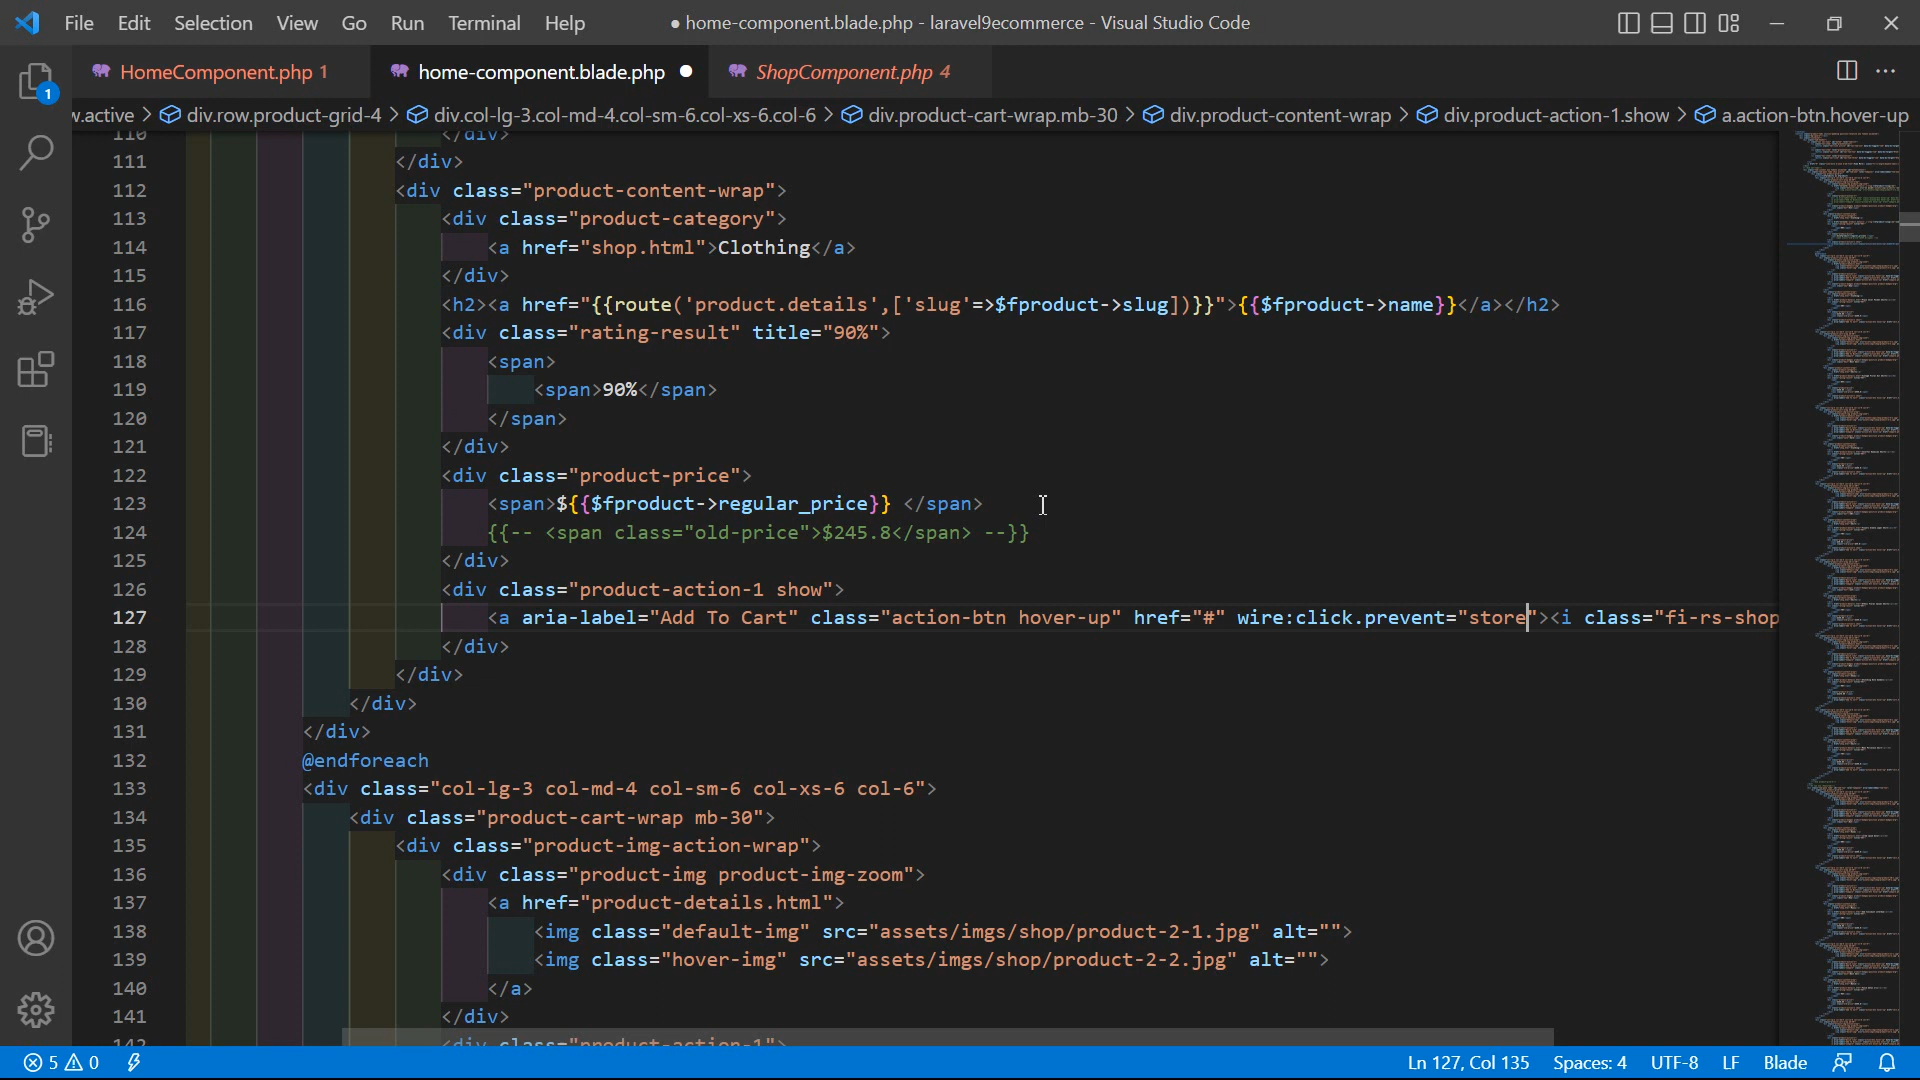 File Edit Selection View Go Run Terminal Help ● home-component.blade.php - laravel9ecommerce - Visual Studio Code
HomeComponent.php 1 home-component.blade.php ● ShopComponent.php 4
1
w.active > div.row.product-grid-4 > div.col-lg-3.col-md-4.col-sm-6.col-xs-6.col-6 > div.product-cart-wrap.mb-30 > div.product-content-wrap > div.product-action-1.show > a.action-btn.hover-up
110 </div>
111 </div>
112 <div class="product-content-wrap">
113 <div class="product-category">
114 <a href="shop.html">Clothing</a>
115 </div>
116 <h2><a href="{{route('product.details',['slug'=>$fproduct->slug])}}">{{$fproduct->name}}</a></h2>
117 <div class="rating-result" title="90%">
118 <span>
119 <span>90%</span>
120 </span>
121 </div>
122 <div class="product-price">
123 <span>${{$fproduct->regular_price}} </span>
124 {{-- <span class="old-price">$245.8</span> --}}
125 </div>
126 <div class="product-action-1 show">
127 <a aria-label="Add To Cart" class="action-btn hover-up" href="#" wire:click.prevent="store"><i class="fi-rs-shop
128 </div>
129 </div>
130 </div>
131 </div>
132 @endforeach
133 <div class="col-lg-3 col-md-4 col-sm-6 col-xs-6 col-6">
134 <div class="product-cart-wrap mb-30">
135 <div class="product-img-action-wrap">
136 <div class="product-img product-img-zoom">
137 <a href="product-details.html">
138 <img class="default-img" src="assets/imgs/shop/product-2-1.jpg" alt="">
139 <img class="hover-img" src="assets/imgs/shop/product-2-2.jpg" alt="">
140 </a>
141 </div>
142 <div class="product-action-1">
5 0 Ln 127, Col 135 Spaces: 4 UTF-8 LF Blade